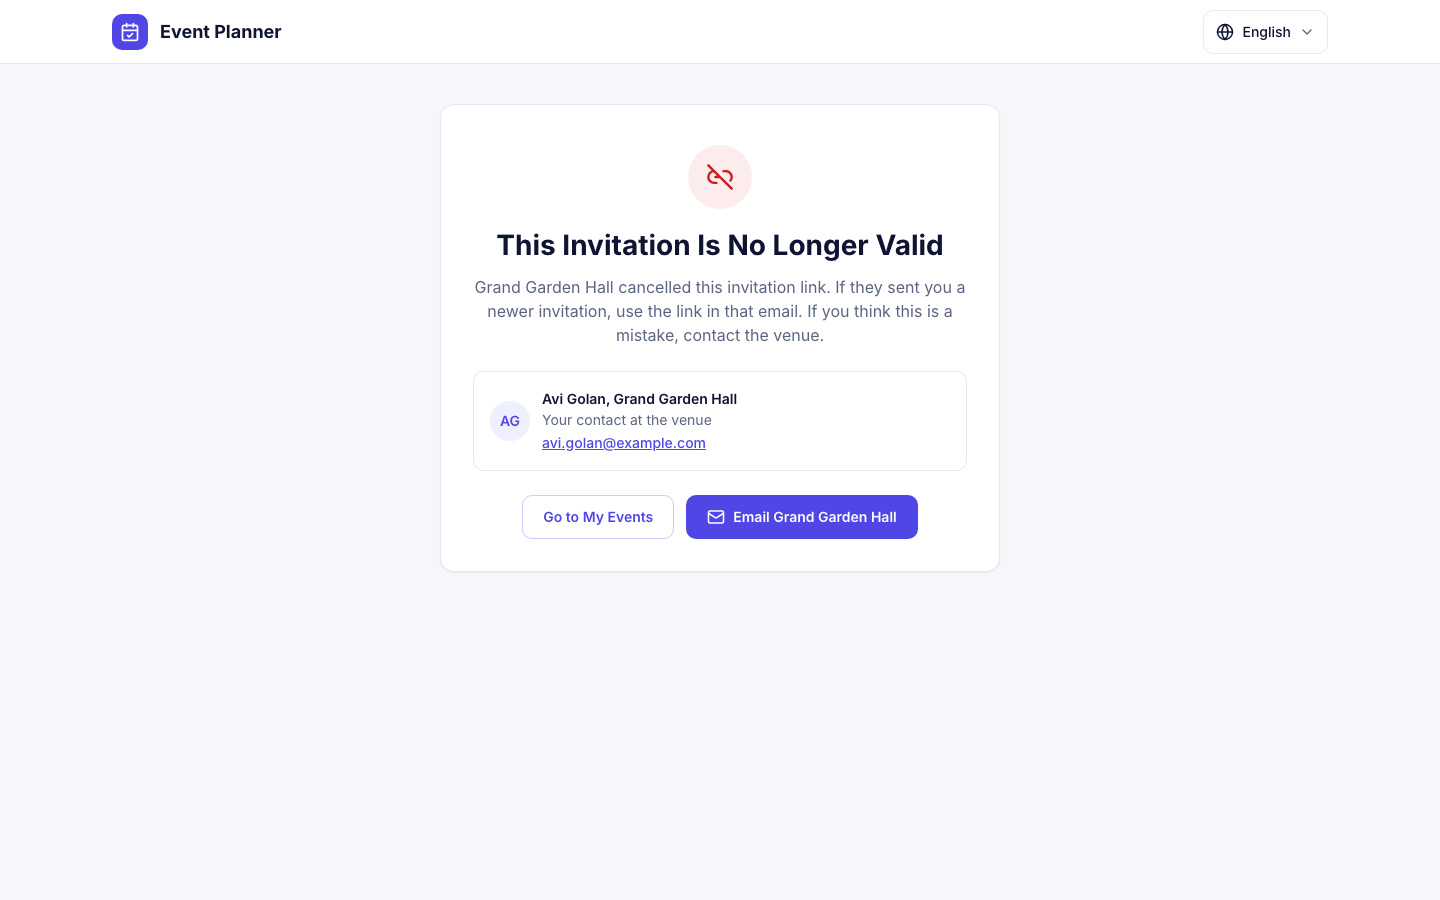 Event Planner
English
This Invitation Is No Longer Valid
Grand Garden Hall cancelled this invitation link. If they sent you a
newer invitation, use the link in that email. If you think this is a
mistake, contact the venue.
AG
Avi Golan, Grand Garden Hall
Your contact at the venue
avi.golan@example.com
Go to My Events
Email Grand Garden Hall